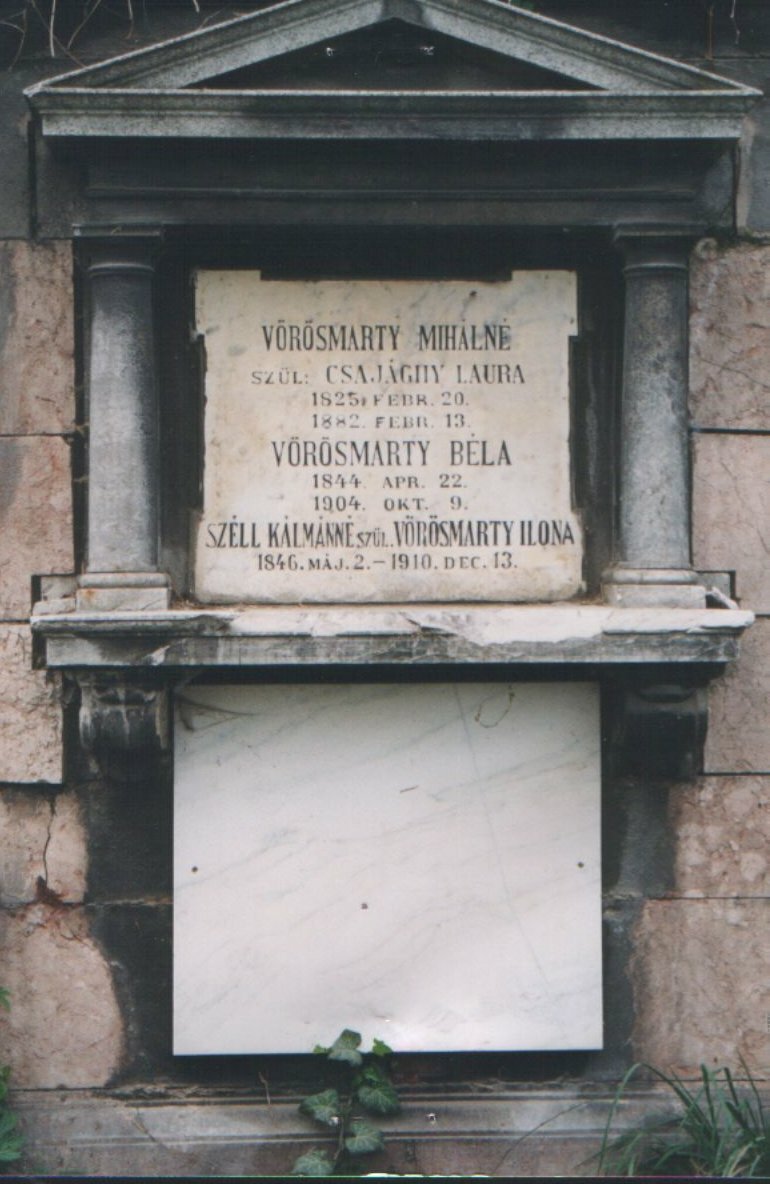 VÖRÖSMARTY MIHÁLNÉ
SZÜL: CSAJÁGHY LAURA
1825. FEBR. 20.
1882. FEBR. 13.
VÖRÖSMARTY BÉLA
1844. APR. 22.
1904. OKT. 9.
SZÉLL KÁLMÁNNÉ SZÜL. VÖRÖSMARTY ILONA
1846. MÁJ. 2.-1910. DEC. 13.